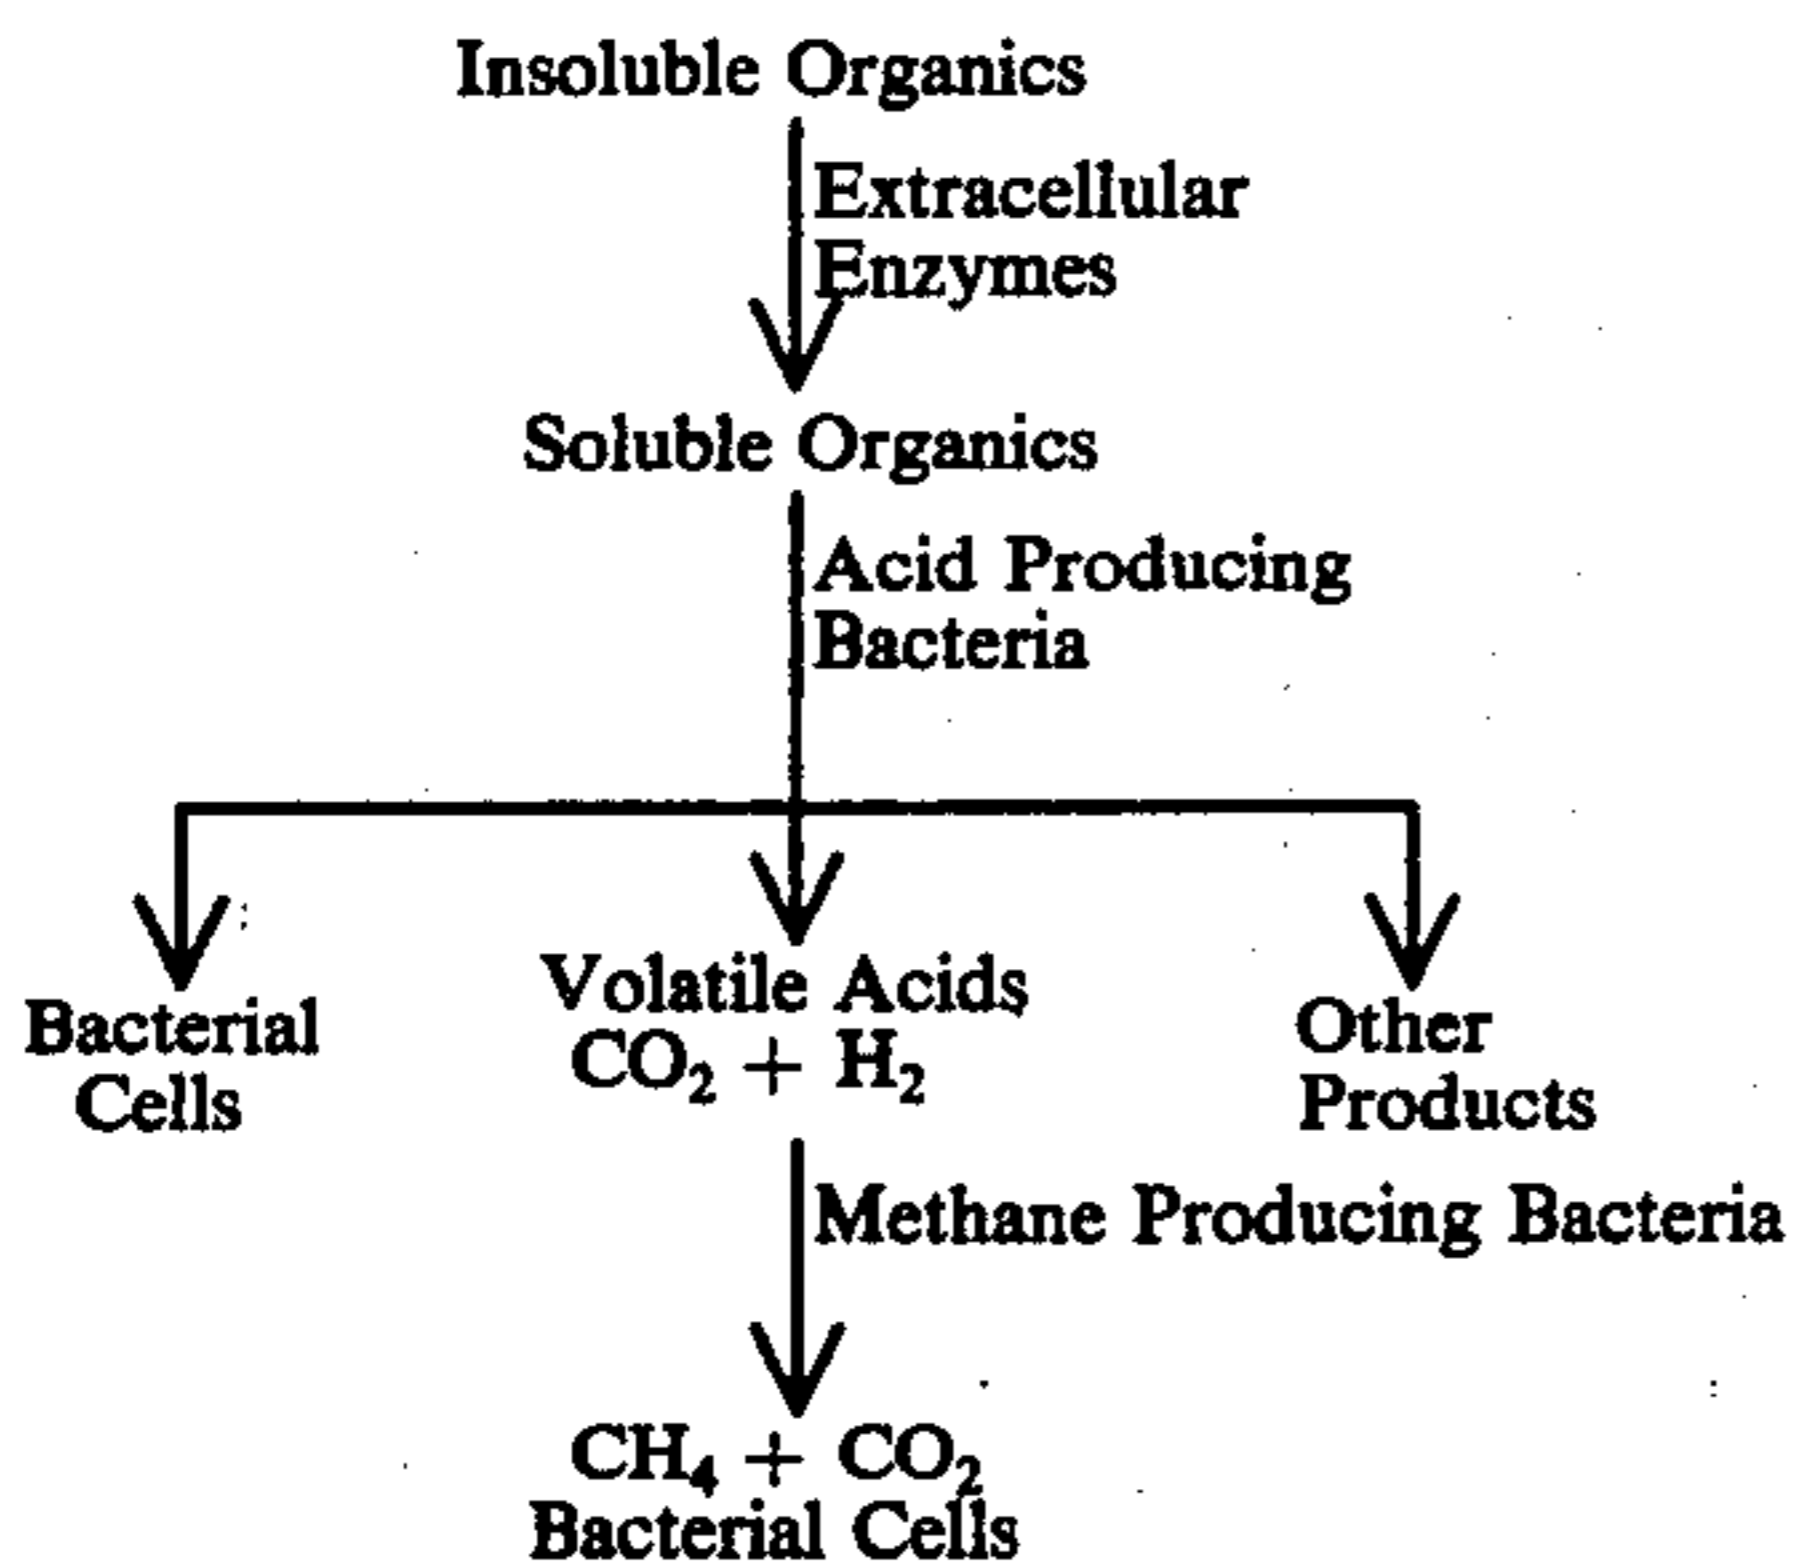 Insoluble Organics
Extracellular
Enzymes
Soluble Organics
Acid Producing
Bacteria
Bacterial
Cells
Volatile Acids
CO₂ + H₂
Other
Products
Methane Producing Bacteria
CH₄ + CO₂
Bacterial Cells